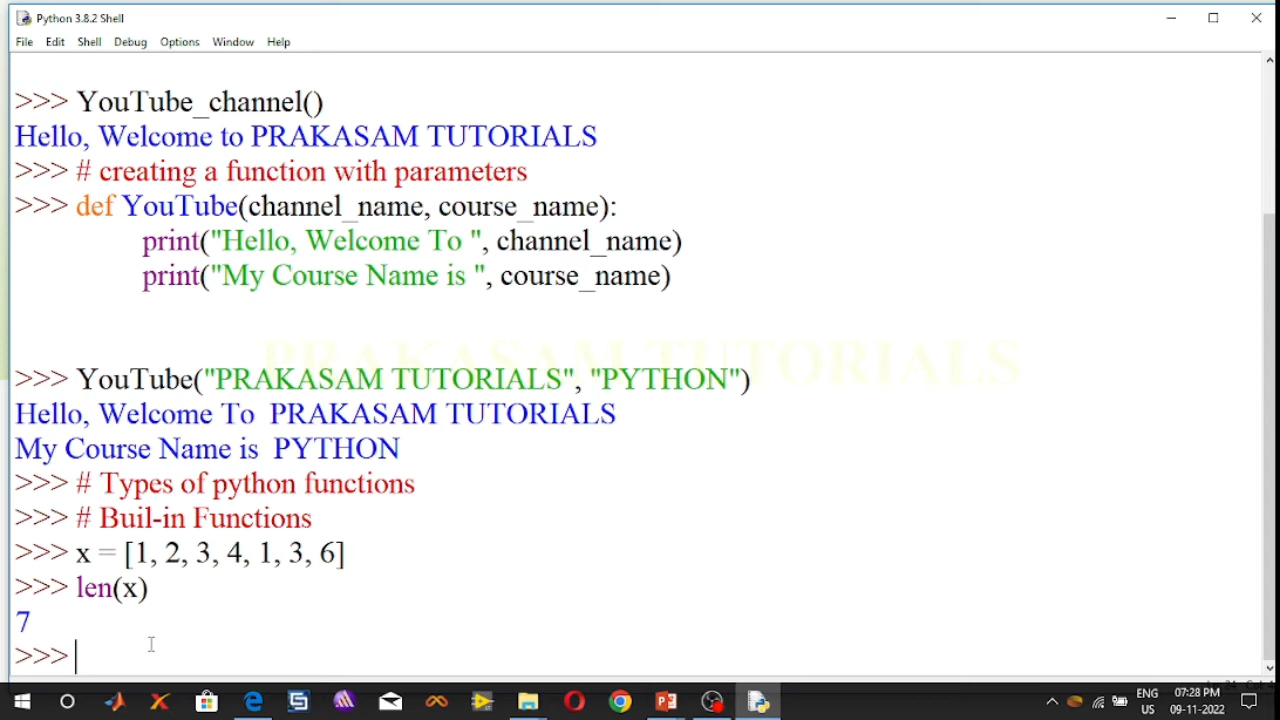 Python 3.8.2 Shell
File Edit Shell Debug Options Window Help
>>> YouTube_channel()
Hello, Welcome to PRAKASAM TUTORIALS
>>> # creating a function with parameters
>>> def YouTube(channel_name, course_name):
print("Hello, Welcome To ", channel_name)
print("My Course Name is ", course_name)
PRAKASAM TUTORIALS
>>> YouTube("PRAKASAM TUTORIALS", "PYTHON")
Hello, Welcome To  PRAKASAM TUTORIALS
My Course Name is  PYTHON
>>> # Types of python functions
>>> # Buil-in Functions
>>> x = [1, 2, 3, 4, 1, 3, 6]
>>> len(x)
7
>>>
ENG 07:28 PM
US 09-11-2022